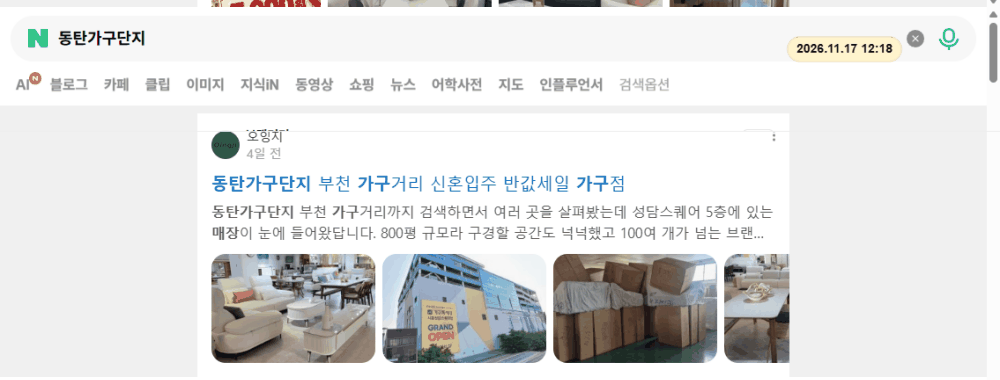 동탄가구단지
2026.11.17 12:18
AI N 블로그 카페 클립 이미지 지식iN 동영상 쇼핑 뉴스 어학사전 지도 인플루언서 검색옵션
오잉지
4일 전
동탄가구단지 부천 가구거리 신혼입주 반값세일 가구점
동탄가구단지 부천 가구거리까지 검색하면서 여러 곳을 살펴봤는데 성담스퀘어 5층에 있는
매장이 눈에 들어왔답니다. 800평 규모라 구경할 공간도 넉넉했고 100여 개가 넘는 브랜...
GRAND
OPEN